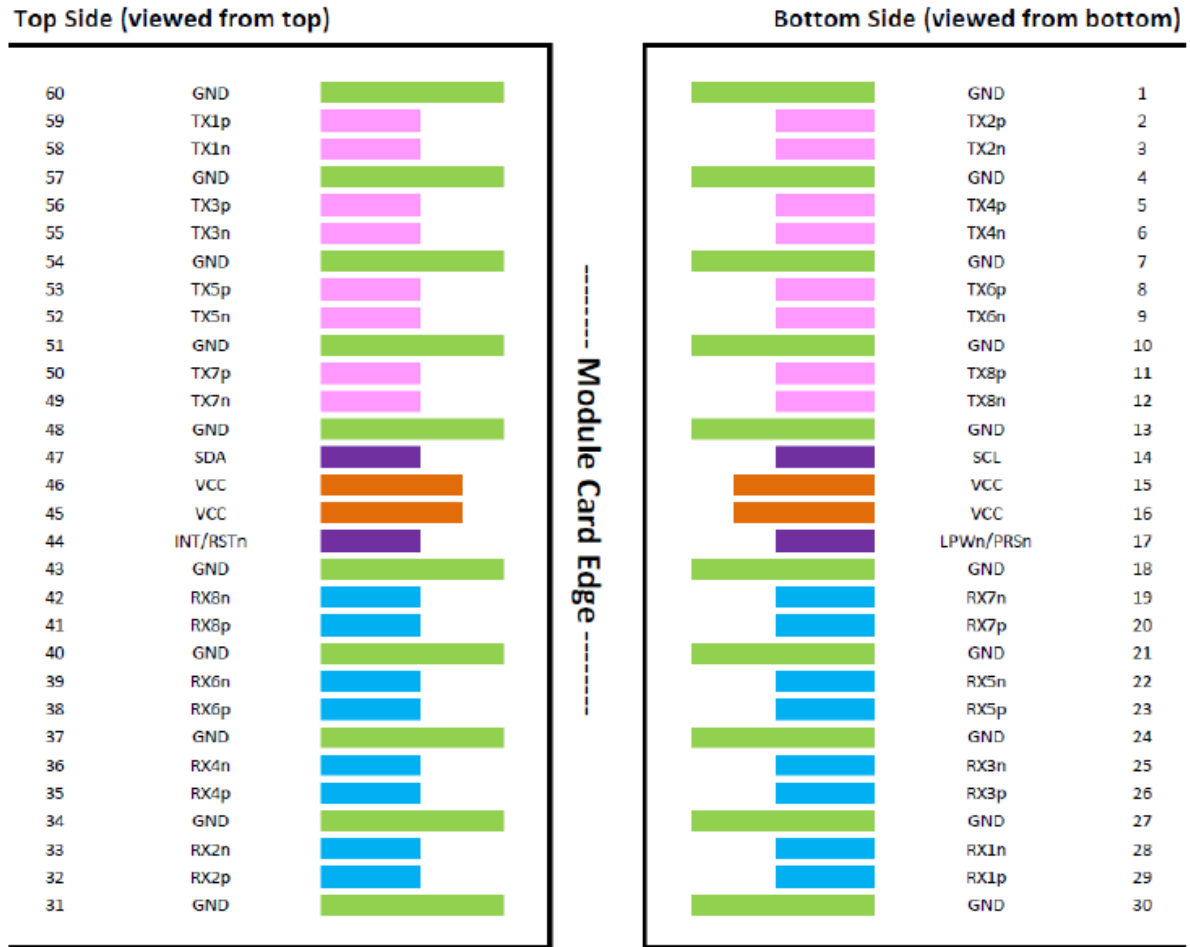 Top Side (viewed from top)
60 GND
59 TX1p
58 TX1n
57 GND
56 TX3p
55 TX3n
54 GND
53 TX5p
52 TX5n
51 GND
50 TX7p
49 TX7n
48 GND
47 SDA
46 VCC
45 VCC
44 INT/RSTn
43 GND
42 RX8n
41 RX8p
40 GND
39 RX6n
38 RX6p
37 GND
36 RX4n
35 RX4p
34 GND
33 RX2n
32 RX2p
31 GND
-------- Module Card Edge --------
Bottom Side (viewed from bottom)
GND 1
TX2p 2
TX2n 3
GND 4
TX4p 5
TX4n 6
GND 7
TX6p 8
TX6n 9
GND 10
TX8p 11
TX8n 12
GND 13
SCL 14
VCC 15
VCC 16
LPWn/PRSn 17
GND 18
RX7n 19
RX7p 20
GND 21
RX5n 22
RX5p 23
GND 24
RX3n 25
RX3p 26
GND 27
RX1n 28
RX1p 29
GND 30